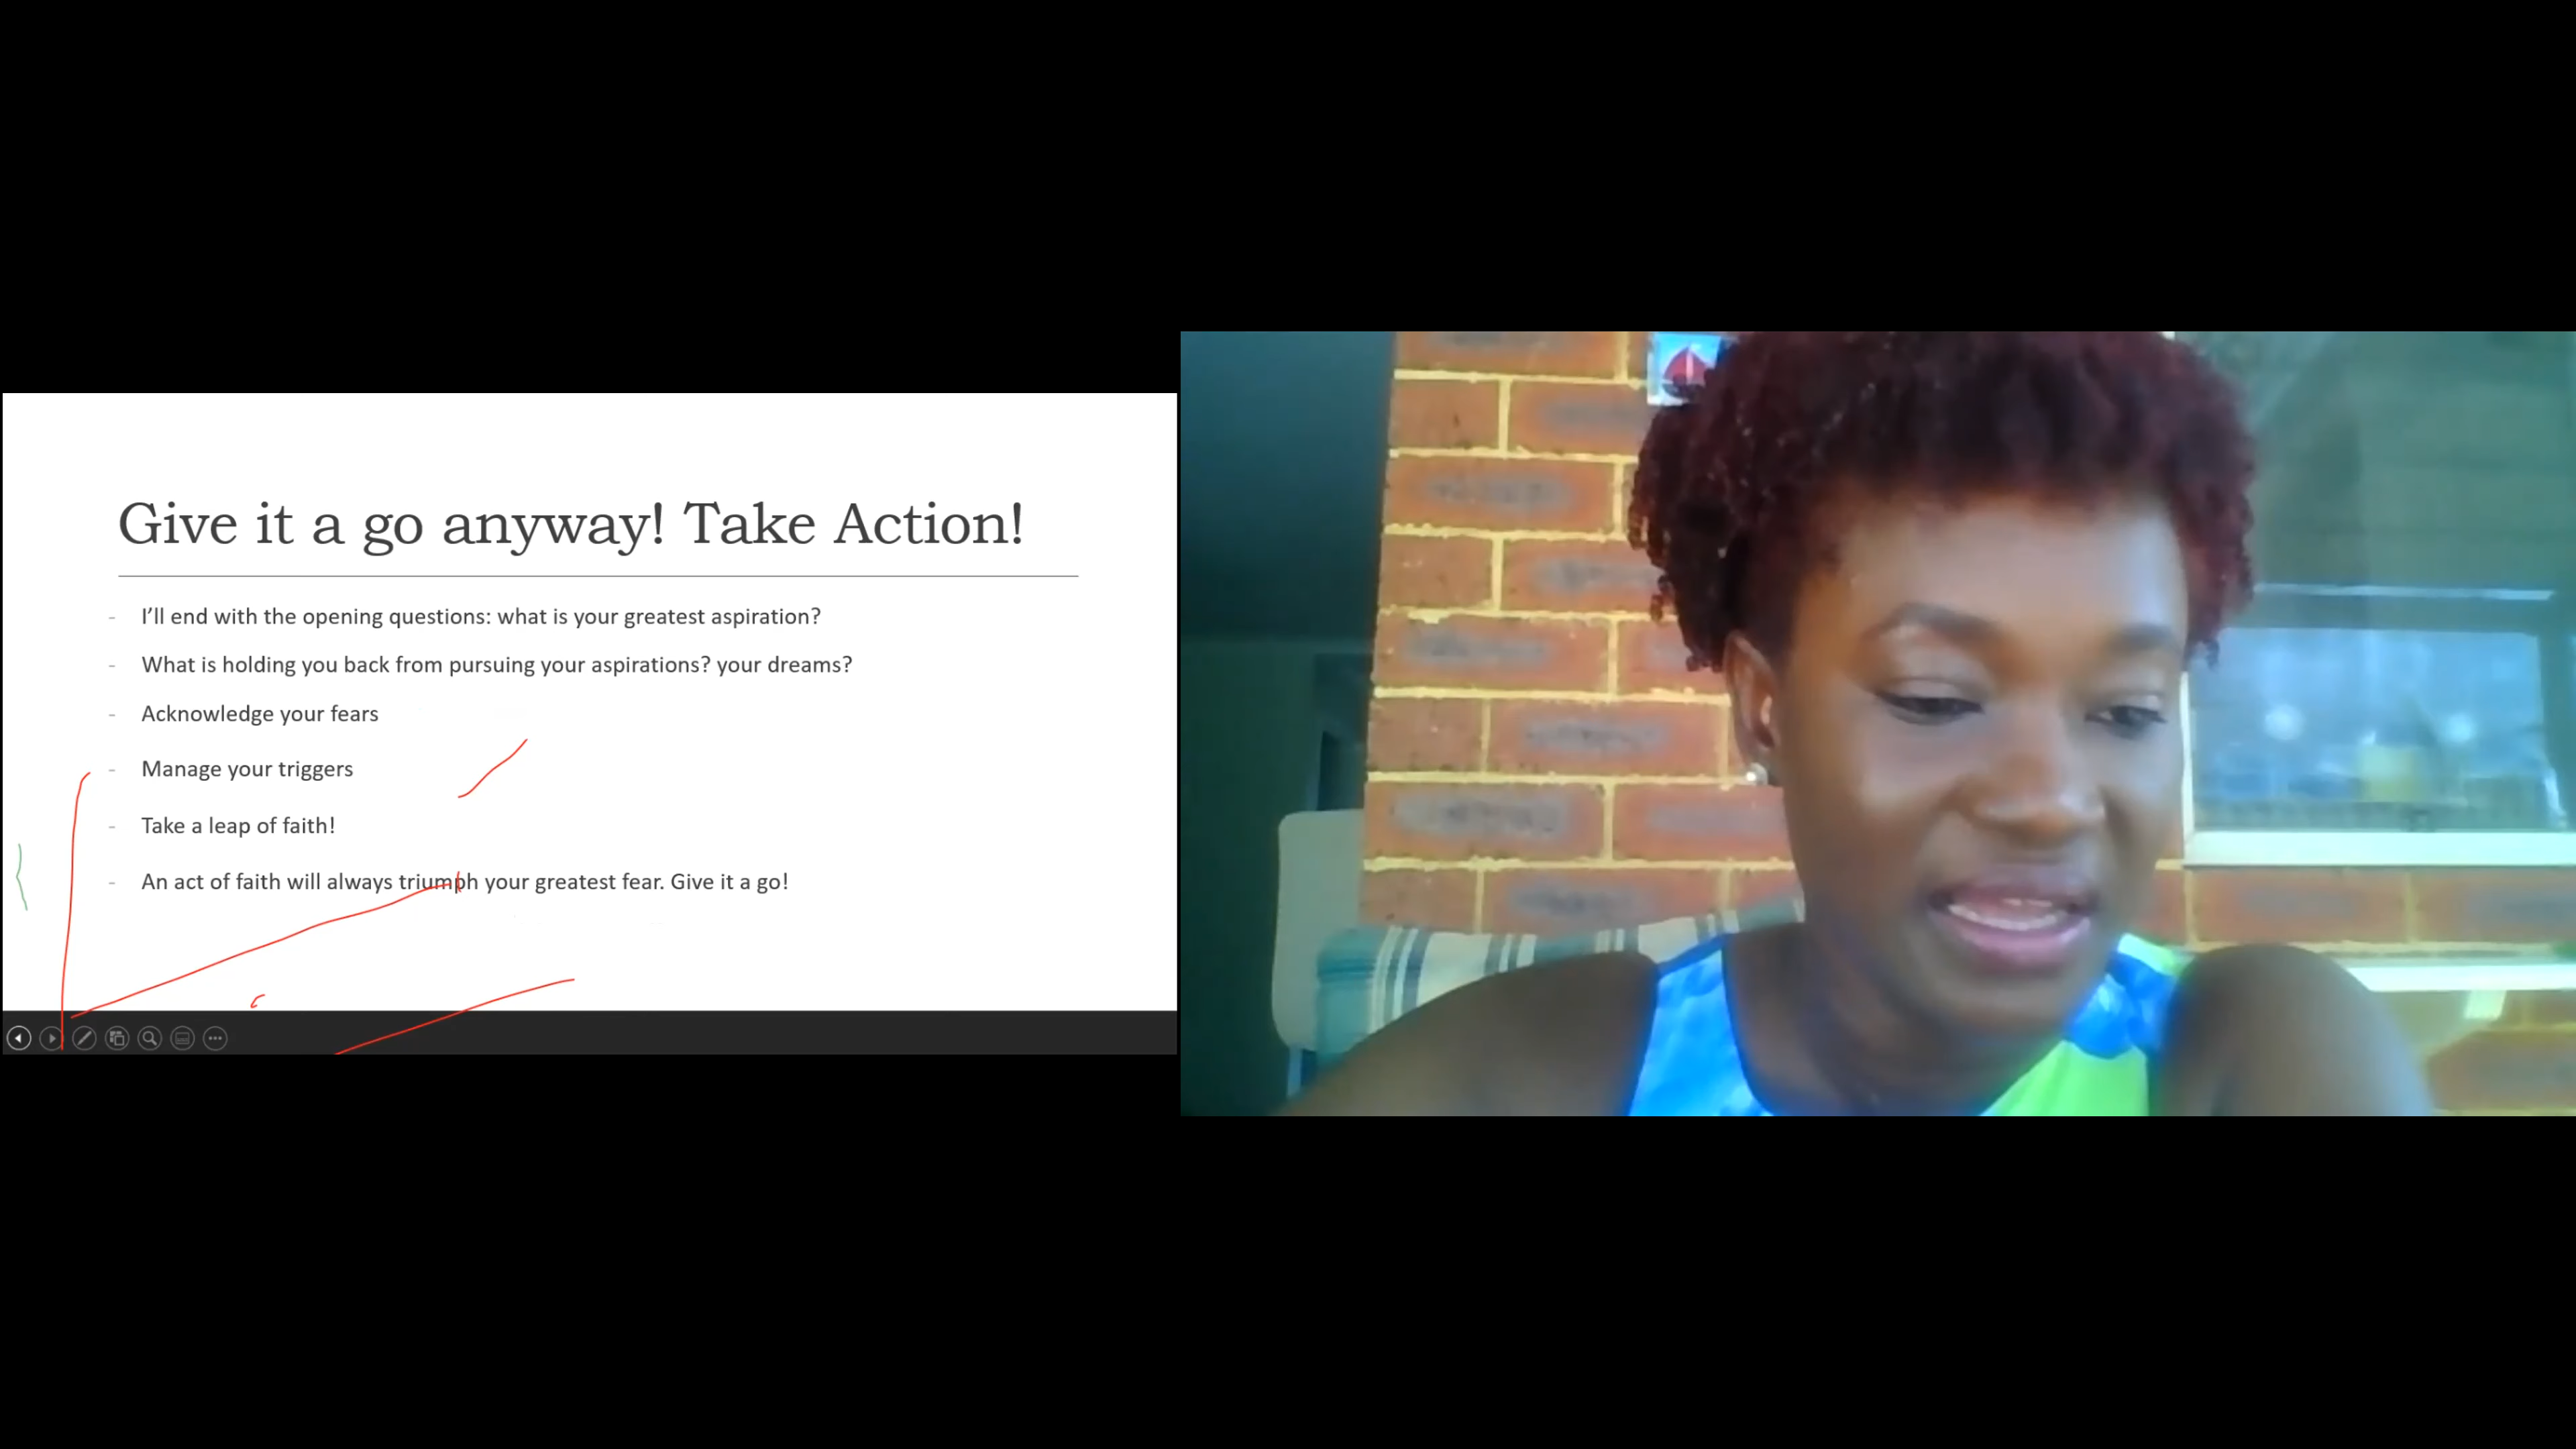 Give it a go anyway! Take Action!
- I'll end with the opening questions: what is your greatest aspiration?
- What is holding you back from pursuing your aspirations? your dreams?
- Acknowledge your fears
- Manage your triggers
- Take a leap of faith!
- An act of faith will always triumph your greatest fear. Give it a go!